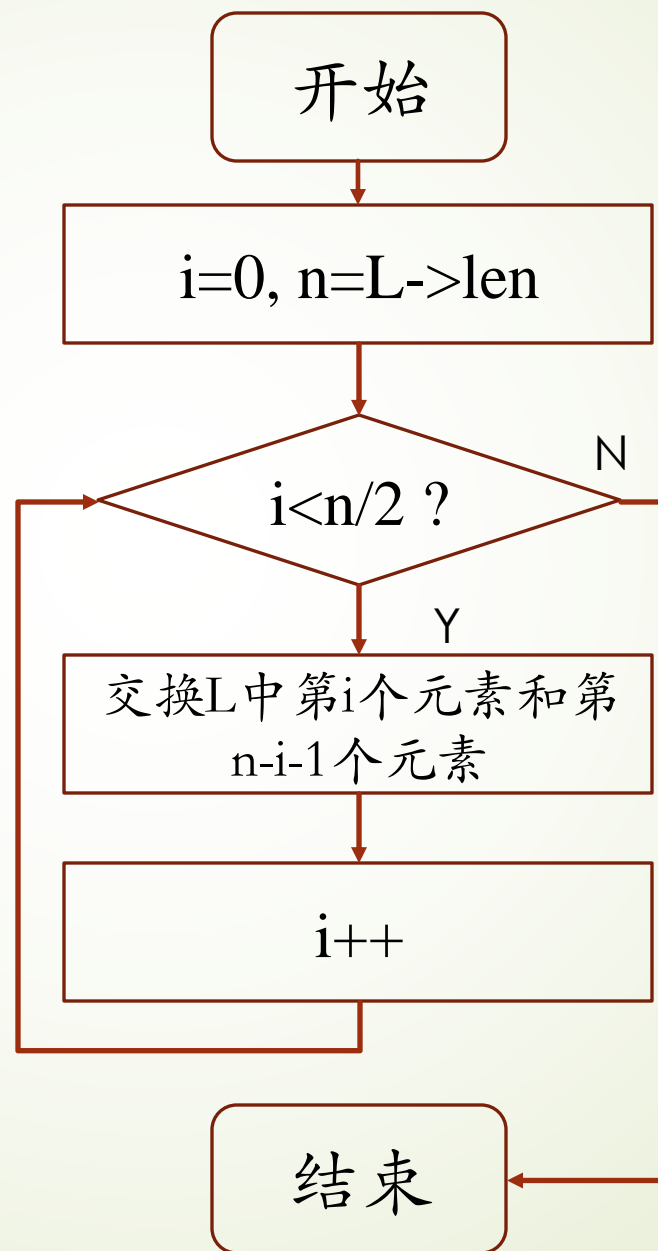 开始
i=0, n=L->len
i<n/2 ?
N
Y
交换L中第i个元素和第
n-i-1个元素
i++
结束